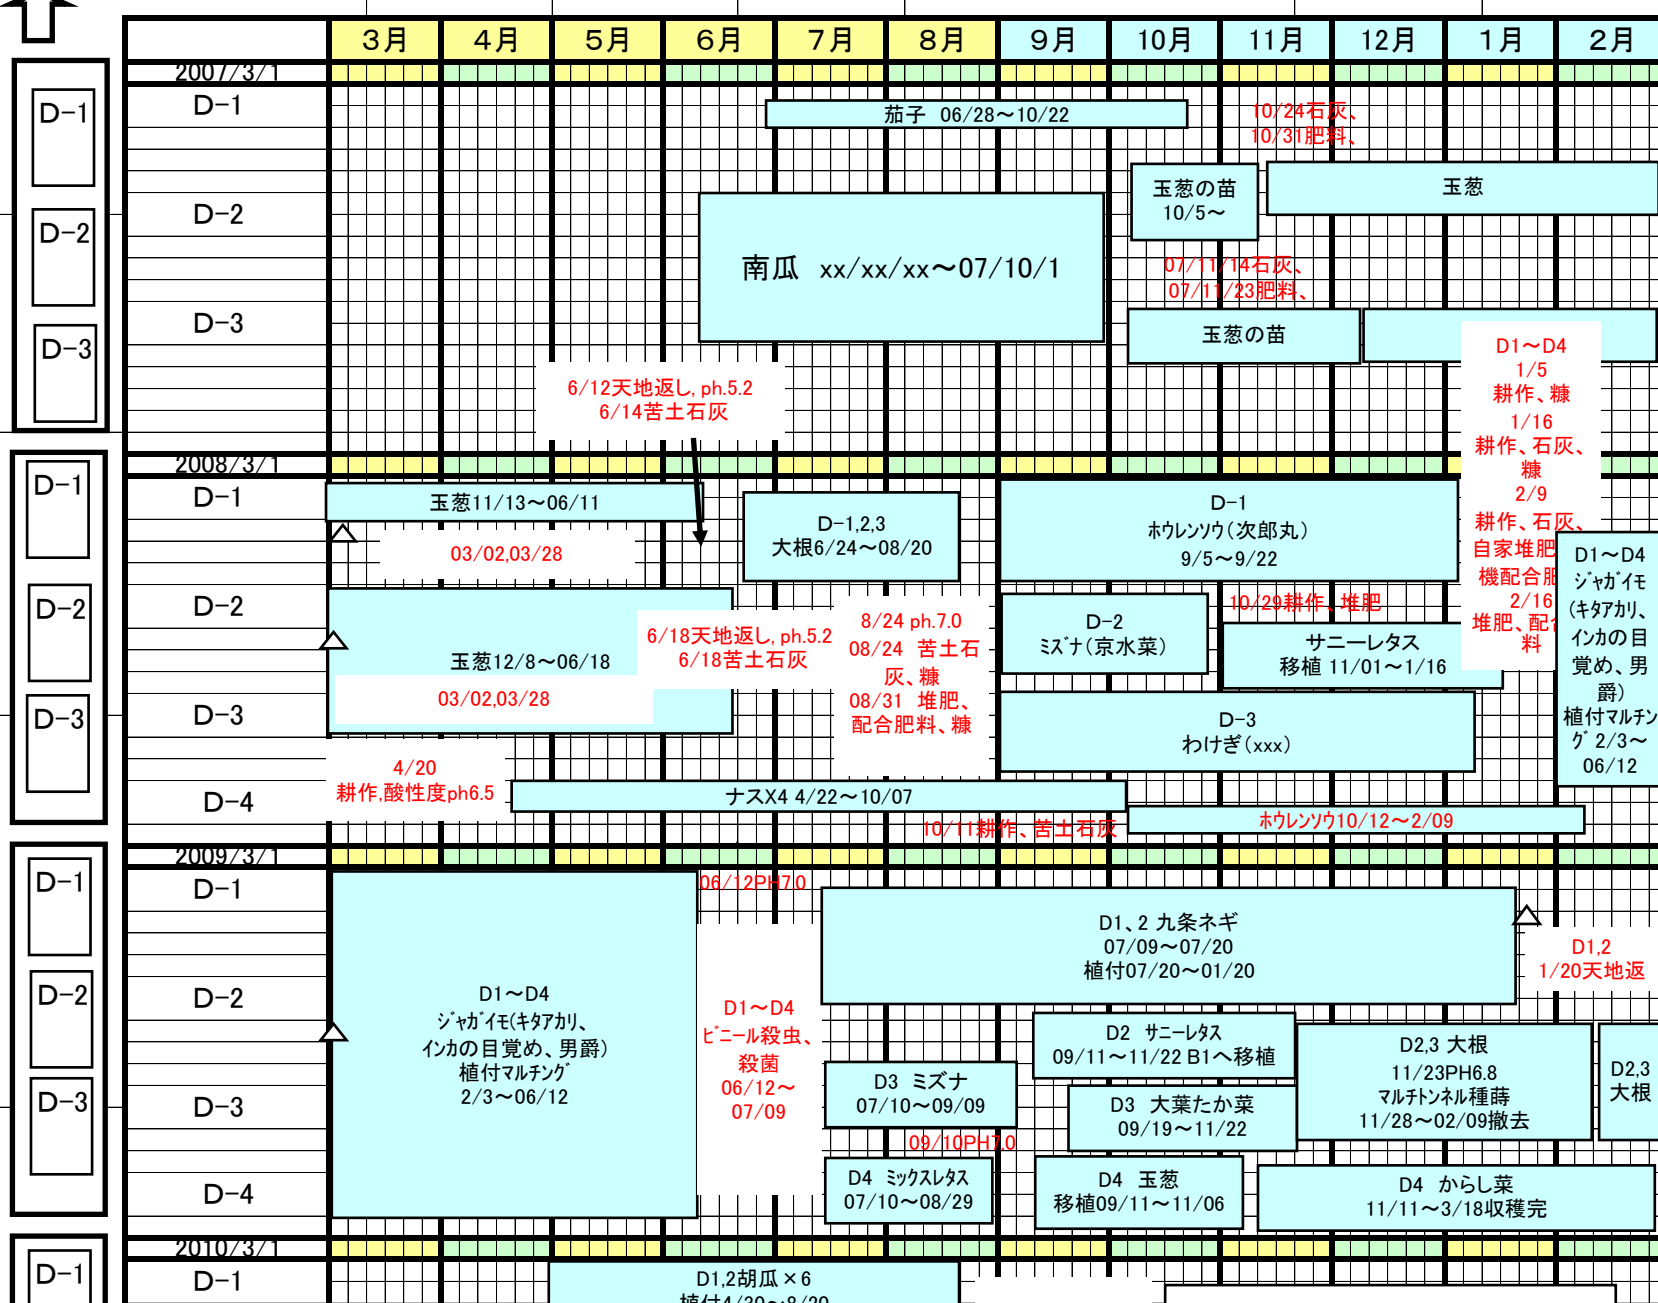 3月 4月 5月 6月 7月 8月 9月 10月 11月 12月 1月 2月
2007/3/1
D-1
D-2
D-3
D-1
茄子 06/28～10/22
10/24石灰、
10/31肥料、
玉葱の苗
10/5～
玉葱
D-2
南瓜 xx/xx/xx～07/10/1
07/11/14石灰、
07/11/23肥料、
D-3
玉葱の苗
6/12天地返し, ph.5.2
6/14苦土石灰
D1～D4
1/5
耕作、糠
1/16
耕作、石灰、
糠
2/9
耕作、石灰、
自家堆肥
機配合肥
2/16
堆肥、配合
料
2008/3/1
D-1
D-2
D-3
D-1
玉葱11/13～06/11
03/02,03/28
D-1,2,3
大根6/24～08/20
D-1
ﾎｳﾚﾝｿｳ（次郎丸）
9/5～9/22
D1～D4
ｼﾞｬｶﾞｲﾓ
(ｷﾀｱｶﾘ、
ｲﾝｶの目
覚め、男
爵）
植付マルチン
ｸﾞ 2/3～
06/12
D-2
玉葱12/8～06/18
03/02,03/28
6/18天地返し, ph.5.2
6/18苦土石灰
8/24 ph.7.0
08/24 苦土石
灰、糠
08/31 堆肥、
配合肥料、糠
D-2
ﾐｽﾞﾅ（京水菜）
10/29耕作、堆肥
サニーレタス
移植 11/01～1/16
D-3
D-3
わけぎ（xxx）
4/20
耕作,酸性度ph6.5
D-4
ナスX4 4/22～10/07
10/11耕作、苦土石灰
ﾎｳﾚﾝｿｳ10/12～2/09
2009/3/1
D-1
D-2
D-3
D-1
06/12PH7.0
D1、2 九条ネギ
07/09～07/20
植付07/20～01/20
D1,2
1/20天地返
D-2
D1～D4
ｼﾞｬｶﾞｲﾓ(ｷﾀｱｶﾘ、
ｲﾝｶの目覚め、男爵）
植付マルチﾝｸﾞ
2/3～06/12
D1～D4
ﾋﾞﾆｰﾙ殺虫、
殺菌
06/12～
07/09
D2 サニーレタス
09/11～11/22 B1へ移植
D2,3 大根
11/23PH6.8
マルチトンネル種蒔
11/28～02/09撤去
D2,3
大根
D-3
D3 ミズナ
07/10～09/09
D3 大葉たか菜
09/19～11/22
09/10PH7.0
D-4
D4 ﾐｯｸｽﾚﾀｽ
07/10～08/29
D4 玉葱
移植09/11～11/06
D4 からし菜
11/11～3/18収穫完
2010/3/1
D-1
D-1
D1,2胡瓜×6
植付4/30～8/20